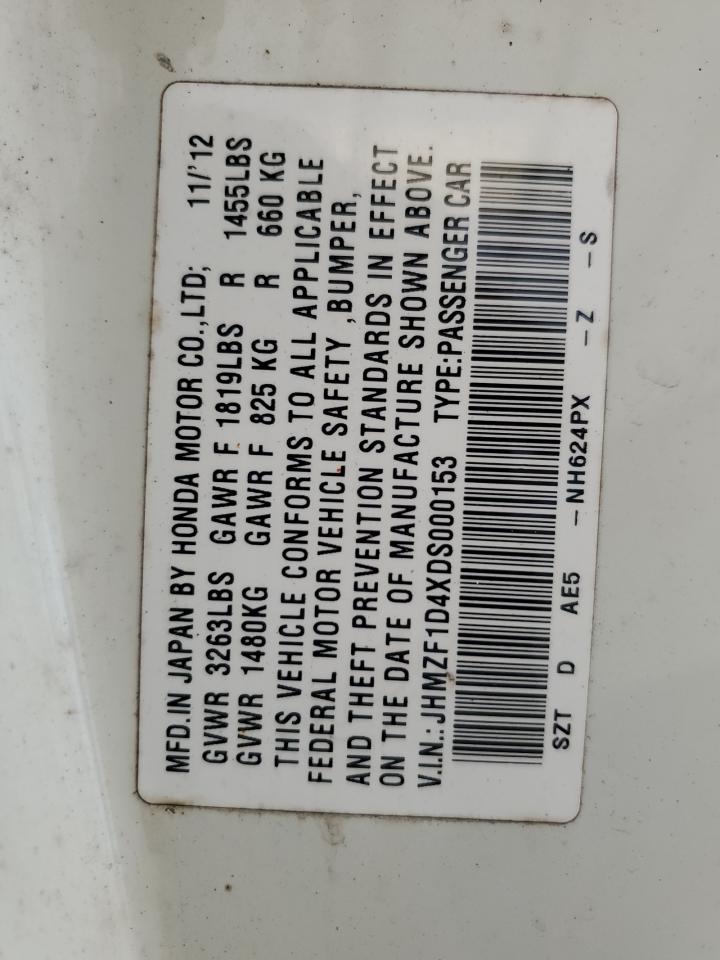 MFD.IN JAPAN BY HONDA MOTOR CO.,LTD; 11/'12
GVWR 3263LBS GAWR F 1819LBS R 1455LBS
GVWR 1480KG GAWR F 825 KG R 660 KG
THIS VEHICLE CONFORMS TO ALL APPLICABLE
FEDERAL MOTOR VEHICLE SAFETY ,BUMPER,
AND THEFT PREVENTION STANDARDS IN EFFECT
ON THE DATE OF MANUFACTURE SHOWN ABOVE.
V.I.N.:JHMZF1D4XDS000153 TYPE:PASSENGER CAR
SZT D AE5 -NH624PX -Z -S